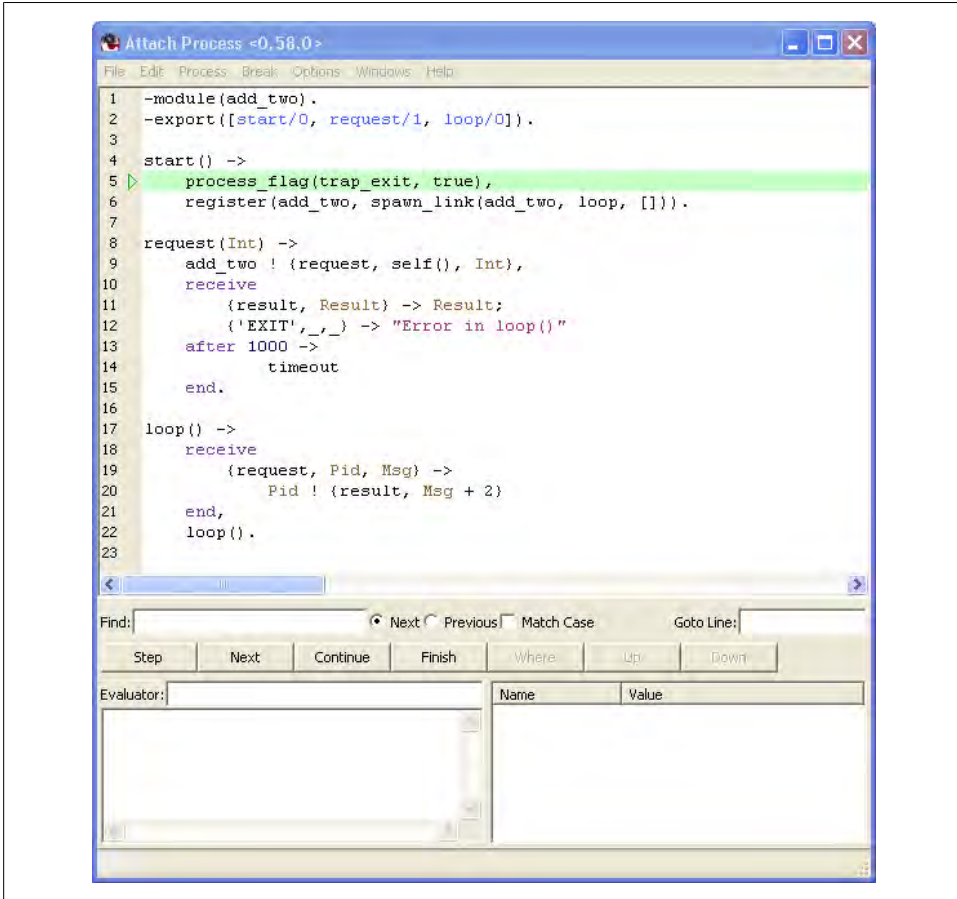 Attach Process <0.58.0>
File Edit Process Break Options Windows Help
1 -module(add_two).
2 -export([start/0, request/1, loop/0]).
3
4 start() ->
5 process_flag(trap_exit, true),
6 register(add_two, spawn_link(add_two, loop, [])).
7
8 request(Int) ->
9 add_two ! {request, self(), Int},
10 receive
11 {result, Result} -> Result;
12 {'EXIT',_,_} -> "Error in loop()"
13 after 1000 ->
14 timeout
15 end.
16
17 loop() ->
18 receive
19 {request, Pid, Msg} ->
20 Pid ! {result, Msg + 2}
21 end,
22 loop().
23
Find: Next Previous Match Case Goto Line:
Step Next Continue Finish Where Up Down
Evaluator: Name Value